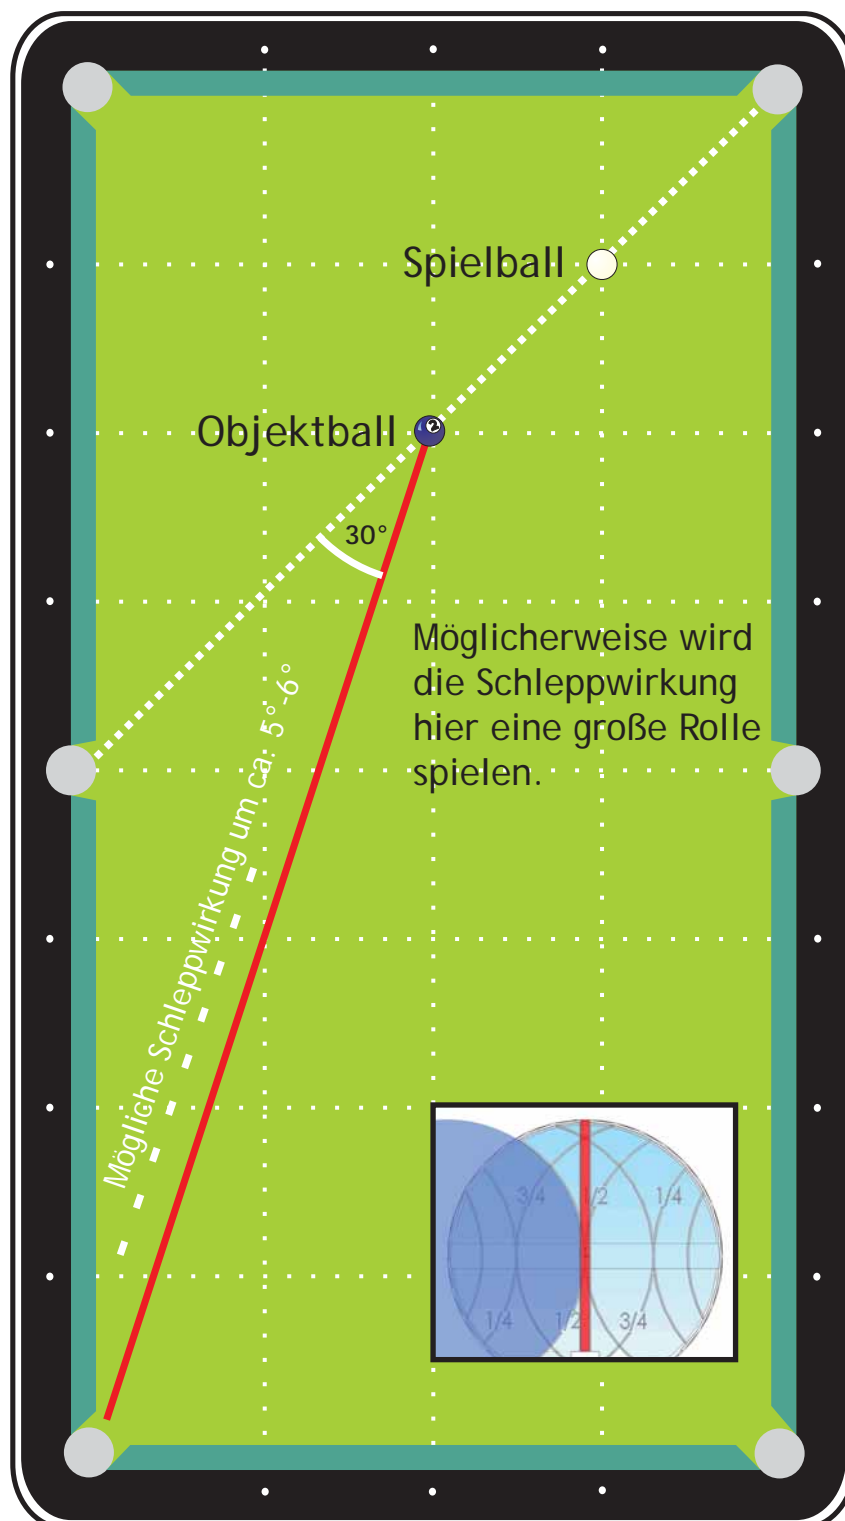 Spielball
Objektball
2
30°
Möglicherweise wird
die Schleppwirkung
hier eine große Rolle
spielen.
Mögliche Schleppwirkung um ca. 5°-6°
3/4 1/2 1/4
1/4 1/2 3/4